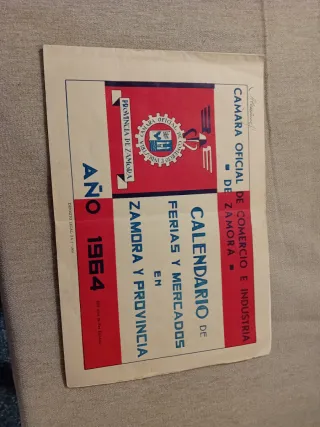 CAMARA OFICIAL DE COMERCIO E INDUSTRIA
DE ZAMORA
PROVINCIA DE ZAMORA
CALENDARIO DE
FERIAS Y MERCADOS
EN
ZAMORA Y PROVINCIA
AÑO 1964